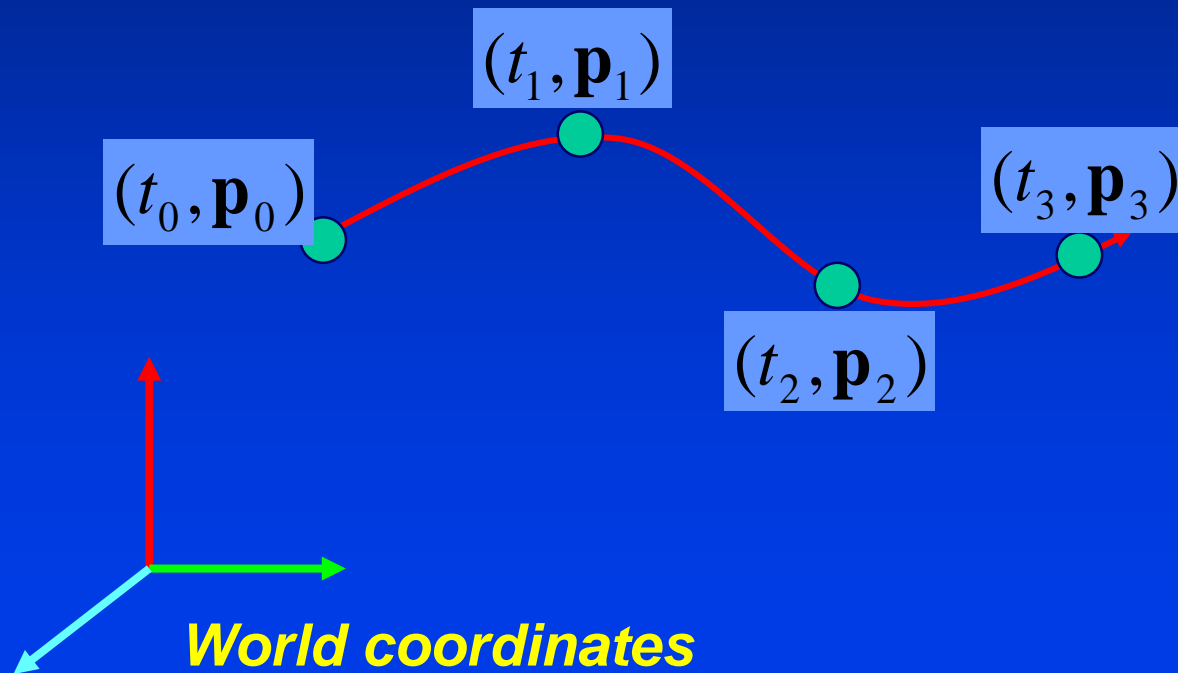 (t₁, p₁)
(t₀, p₀)
(t₃, p₃)
(t₂, p₂)
World coordinates